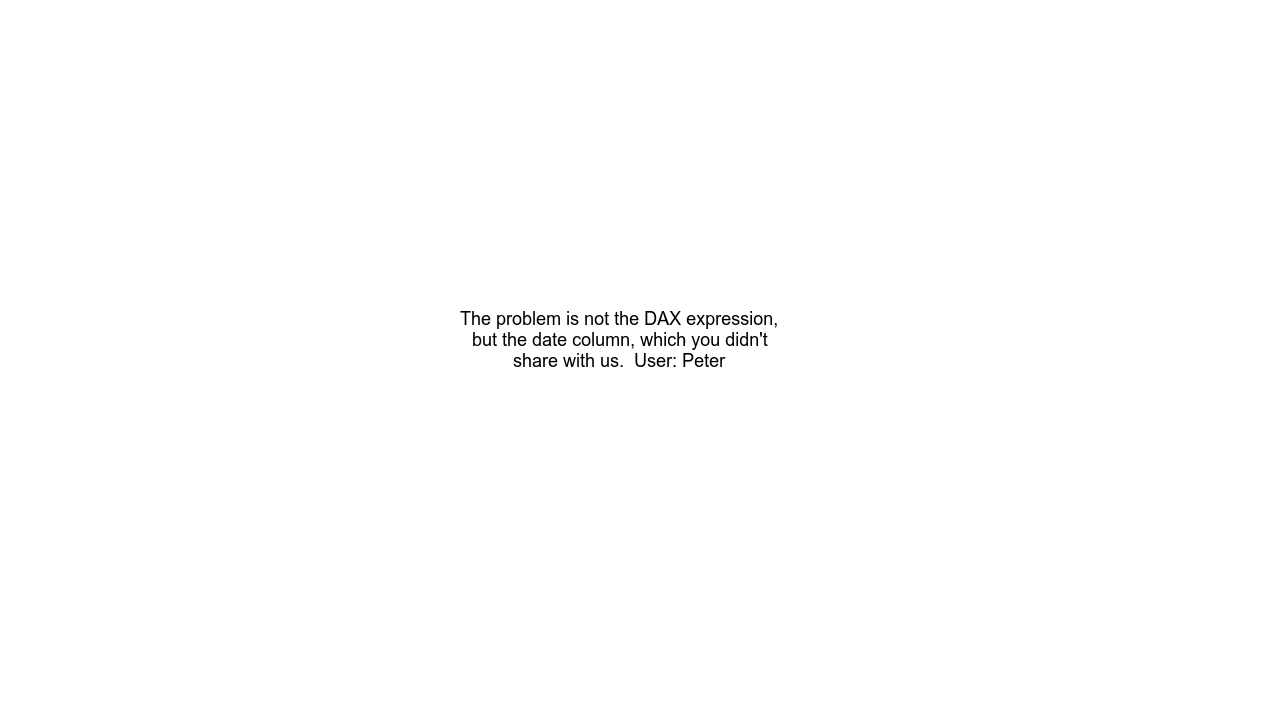 The problem is not the DAX expression,
but the date column, which you didn't
share with us.  User: Peter